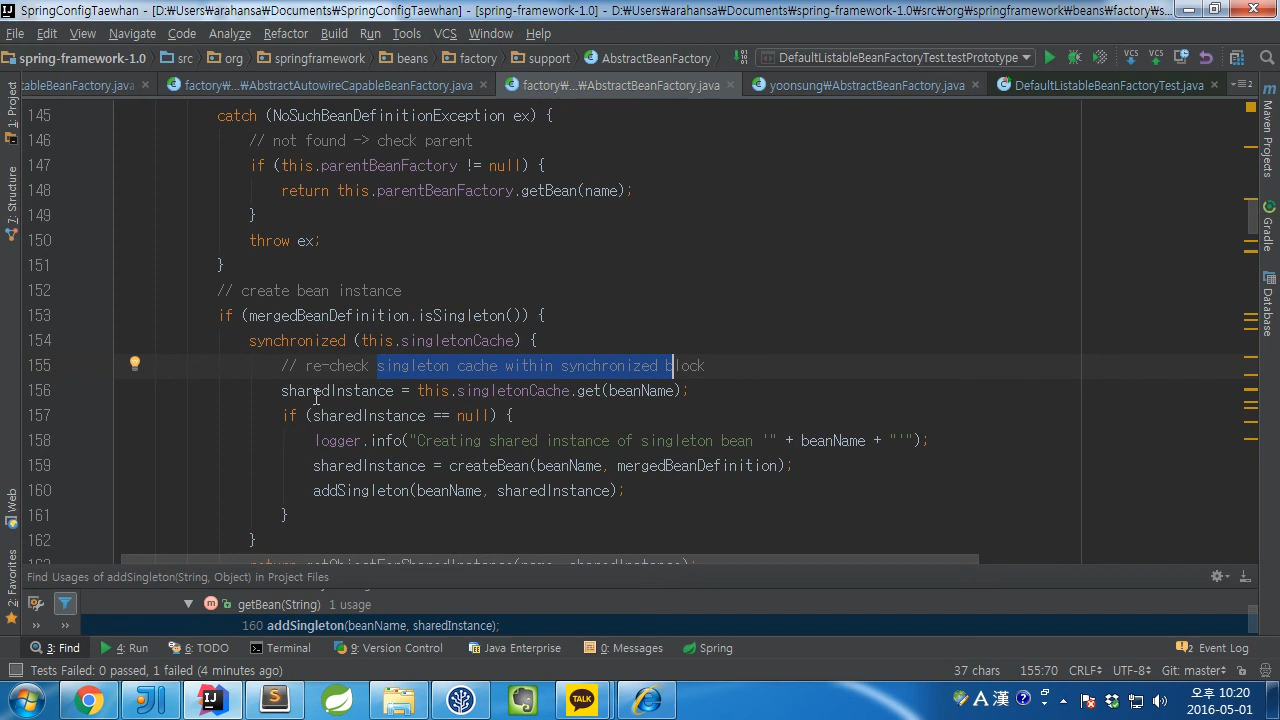 SpringConfigTaewhan - [D:₩Users₩arahansa₩Documents₩SpringConfigTaewhan] - [spring-framework-1.0] - D:₩Users₩arahansa₩Documents₩spring-framework-1.0₩src₩org₩springframework₩beans₩factory₩s...
File Edit View Navigate Code Analyze Refactor Build Run Tools VCS Window Help
spring-framework-1.0 src org springframework beans factory support AbstractBeanFactory DefaultListableBeanFactoryTest.testPrototype
tableBeanFactory.java factory₩...₩AbstractAutowireCapableBeanFactory.java factory₩...₩AbstractBeanFactory.java yoonsung₩AbstractBeanFactory.java DefaultListableBeanFactoryTest.java
145 catch (NoSuchBeanDefinitionException ex) {
146 // not found -> check parent
147 if (this.parentBeanFactory != null) {
148 return this.parentBeanFactory.getBean(name);
149 }
150 throw ex;
151 }
152 // create bean instance
153 if (mergedBeanDefinition.isSingleton()) {
154 synchronized (this.singletonCache) {
155 // re-check singleton cache within synchronized block
156 sharedInstance = this.singletonCache.get(beanName);
157 if (sharedInstance == null) {
158 logger.info("Creating shared instance of singleton bean '" + beanName + "'");
159 sharedInstance = createBean(beanName, mergedBeanDefinition);
160 addSingleton(beanName, sharedInstance);
161 }
162 }
163 return getObjectForSharedInstance(name, sharedInstance);
1: Project
7: Structure
Web
2: Favorites
Maven Projects
Gradle
Database
Find Usages of addSingleton(String, Object) in Project Files
getBean(String) 1 usage
160 addSingleton(beanName, sharedInstance);
3: Find 4: Run 6: TODO Terminal 9: Version Control Java Enterprise 0: Messages Spring Event Log
Tests Failed: 0 passed, 1 failed (4 minutes ago) 37 chars 155:70 CRLF UTF-8 Git: master
TALK A 漢 오후 10:20
2016-05-01